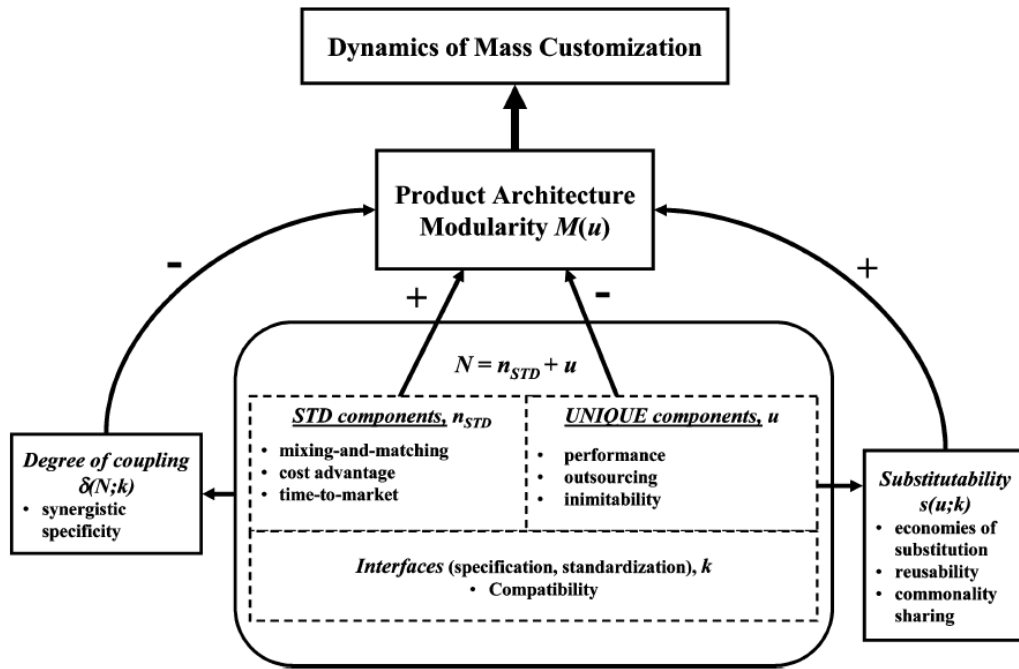 Dynamics of Mass Customization
Product Architecture
Modularity M(u)
-
+
-
+
N = n_STD + u
STD components, n_STD
• mixing-and-matching
• cost advantage
• time-to-market
UNIQUE components, u
• performance
• outsourcing
• inimitability
Degree of coupling
δ(N;k)
• synergistic
specificity
Substitutability
s(u;k)
• economies of
substitution
• reusability
• commonality
sharing
Interfaces (specification, standardization), k
• Compatibility